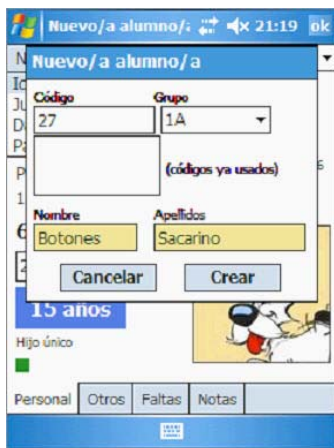 Nuevo/a alumno/a 21:19 ok
Nuevo/a alumno/a
Código Grupo
27 1A
(códigos ya usados)
Nombre Apellidos
Botones Sacarino
Cancelar Crear
15 años
Hijo único
Personal Otros Faltas Notas